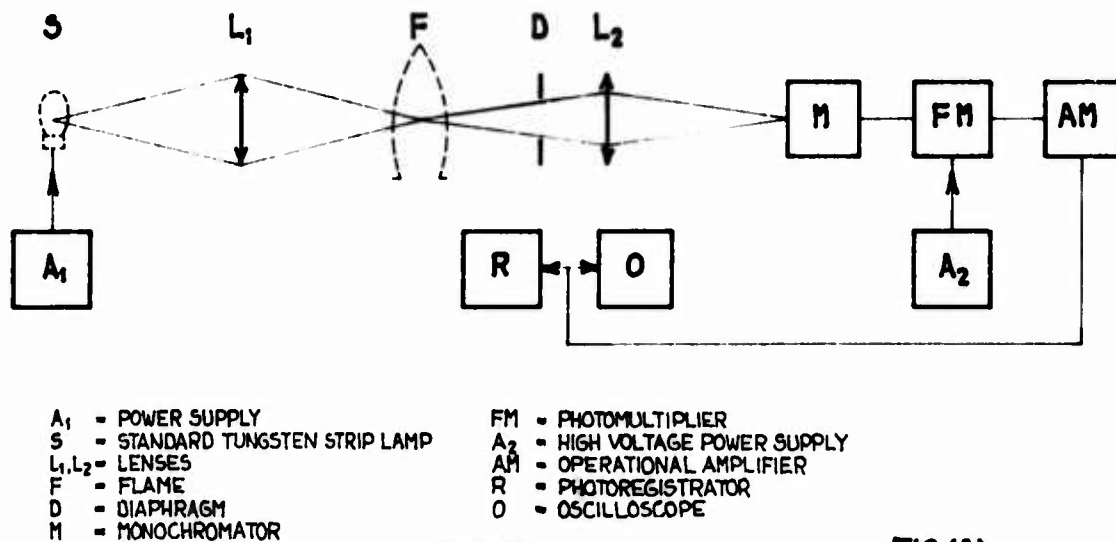 S L₁ F D L₂
M FM AM
A₁ R O A₂
A₁ = POWER SUPPLY
S = STANDARD TUNGSTEN STRIP LAMP
L₁,L₂= LENSES
F = FLAME
D = DIAPHRAGM
M = MONOCHROMATOR
FM = PHOTOMULTIPLIER
A₂ = HIGH VOLTAGE POWER SUPPLY
AM = OPERATIONAL AMPLIFIER
R = PHOTOREGISTRATOR
O = OSCILLOSCOPE